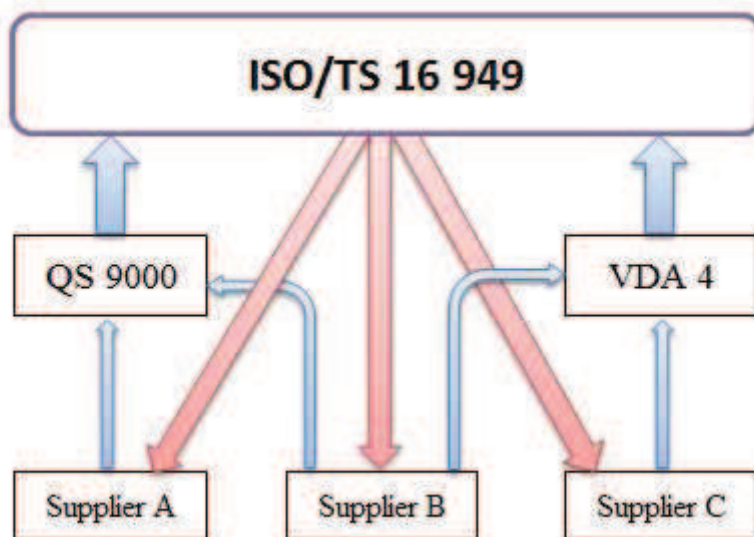 ISO/TS 16 949
QS 9000
VDA 4
Supplier A
Supplier B
Supplier C